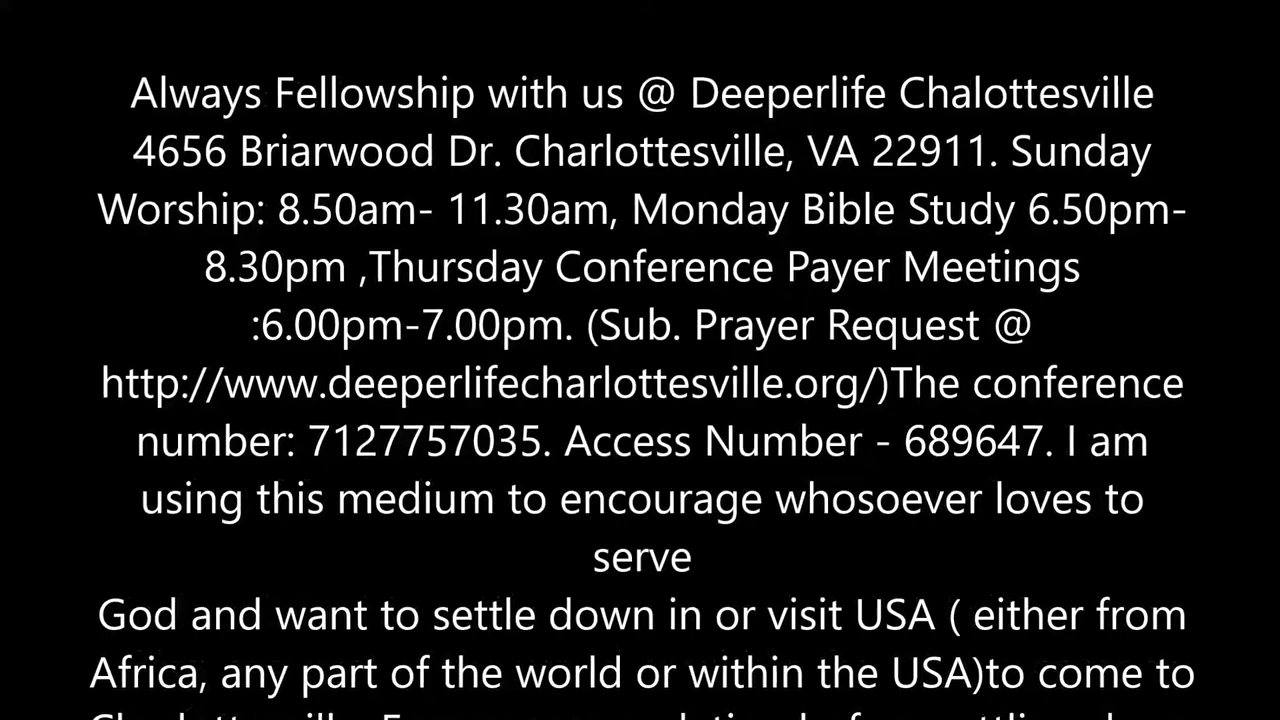 Always Fellowship with us @ Deeperlife Chalottesville
4656 Briarwood Dr. Charlottesville, VA 22911. Sunday
Worship: 8.50am- 11.30am, Monday Bible Study 6.50pm-
8.30pm ,Thursday Conference Payer Meetings
:6.00pm-7.00pm. (Sub. Prayer Request @
http://www.deeperlifecharlottesville.org/)The conference
number: 7127757035. Access Number - 689647. I am
using this medium to encourage whosoever loves to
serve
God and want to settle down in or visit USA ( either from
Africa, any part of the world or within the USA)to come to